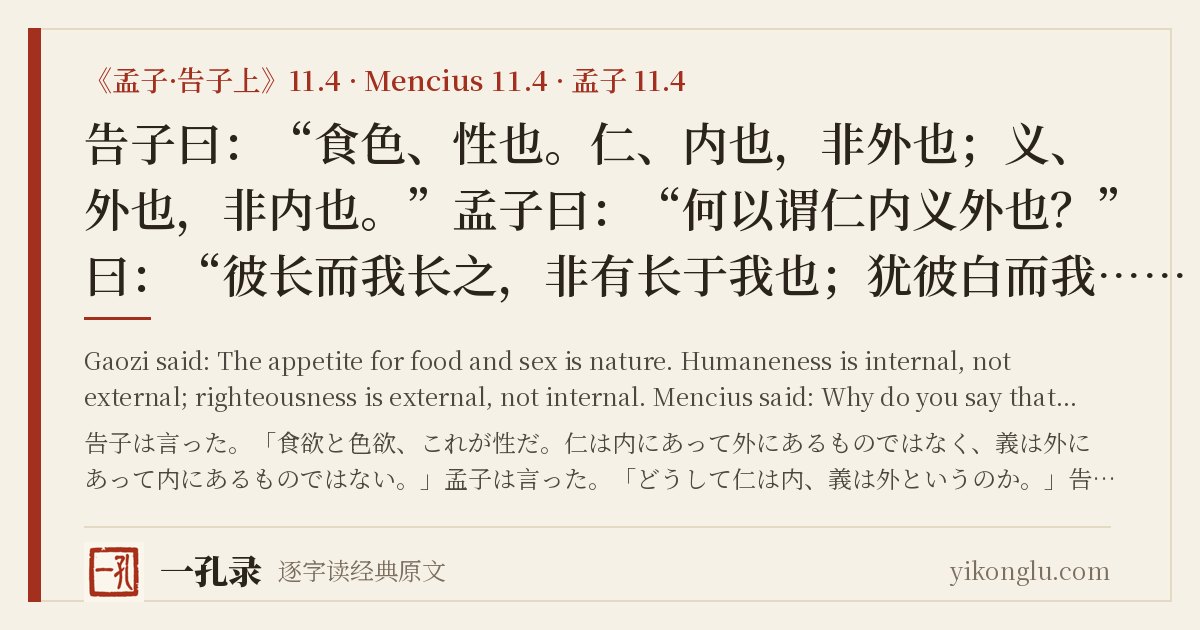 《孟子·告子上》11.4 · Mencius 11.4 · 孟子 11.4
告子曰：“食色、性也。仁、内也，非外也；义、
外也，非内也。”孟子曰：“何以谓仁内义外也？”
曰：“彼长而我长之，非有长于我也；犹彼白而我……
Gaozi said: The appetite for food and sex is nature. Humaneness is internal, not
external; righteousness is external, not internal. Mencius said: Why do you say that...
告子は言った。「食欲と色欲、これが性だ。仁は内にあって外にあるものではなく、義は外に
あって内にあるものではない。」孟子は言った。「どうして仁は内、義は外というのか。」告…
一孔
一孔录 逐字读经典原文 yikonglu.com